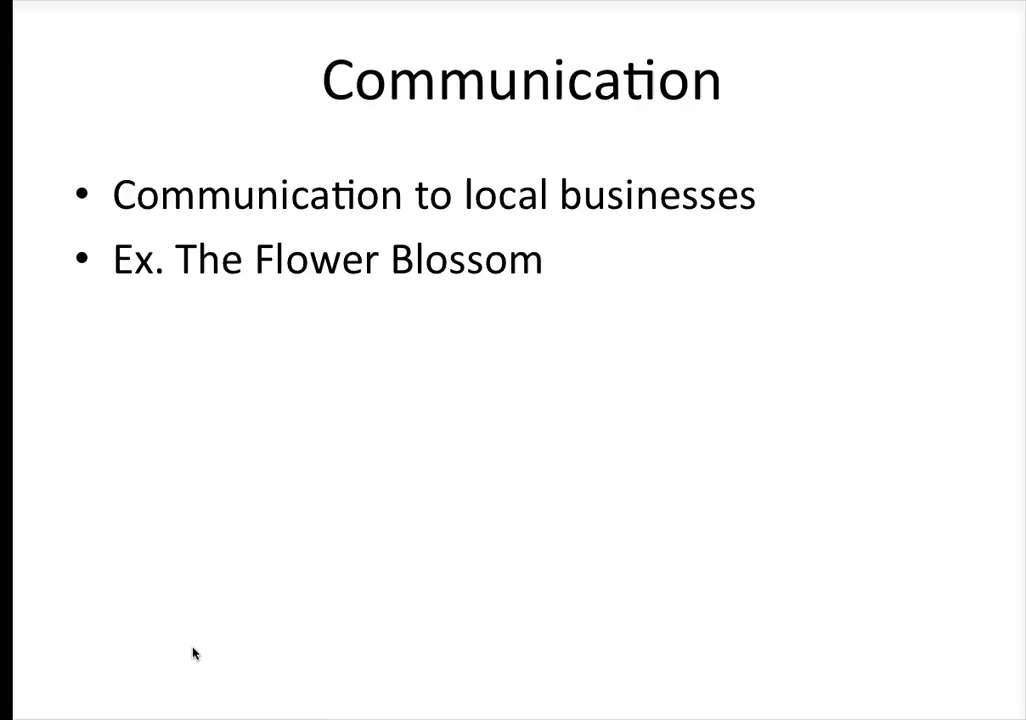 Communication
• Communication to local businesses
• Ex. The Flower Blossom